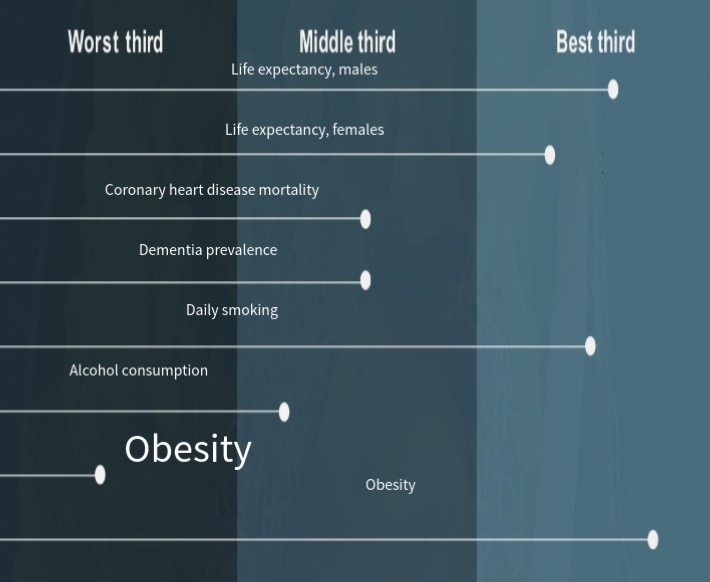 Worst third
Middle third
Best third
Life expectancy, males
Life expectancy, females
Coronary heart disease mortality
Dementia prevalence
Daily smoking
Alcohol consumption
Obesity
Obesity